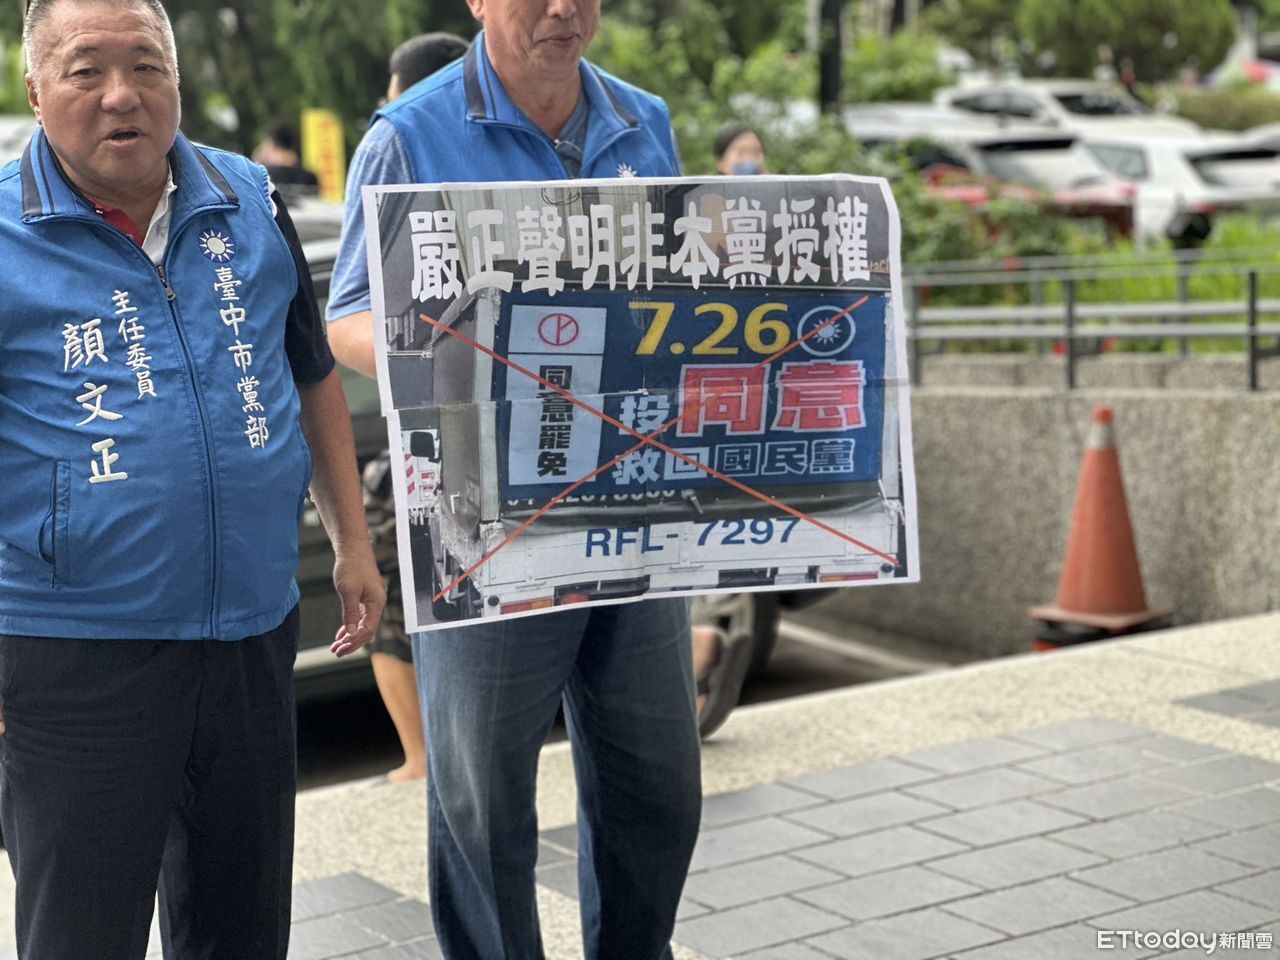 臺中市黨部
主任委員
顏文正
嚴正聲明非本黨授權
7.26
同意罷免
投同意
救回國民黨
RFL-7297
ETtoday新聞雲